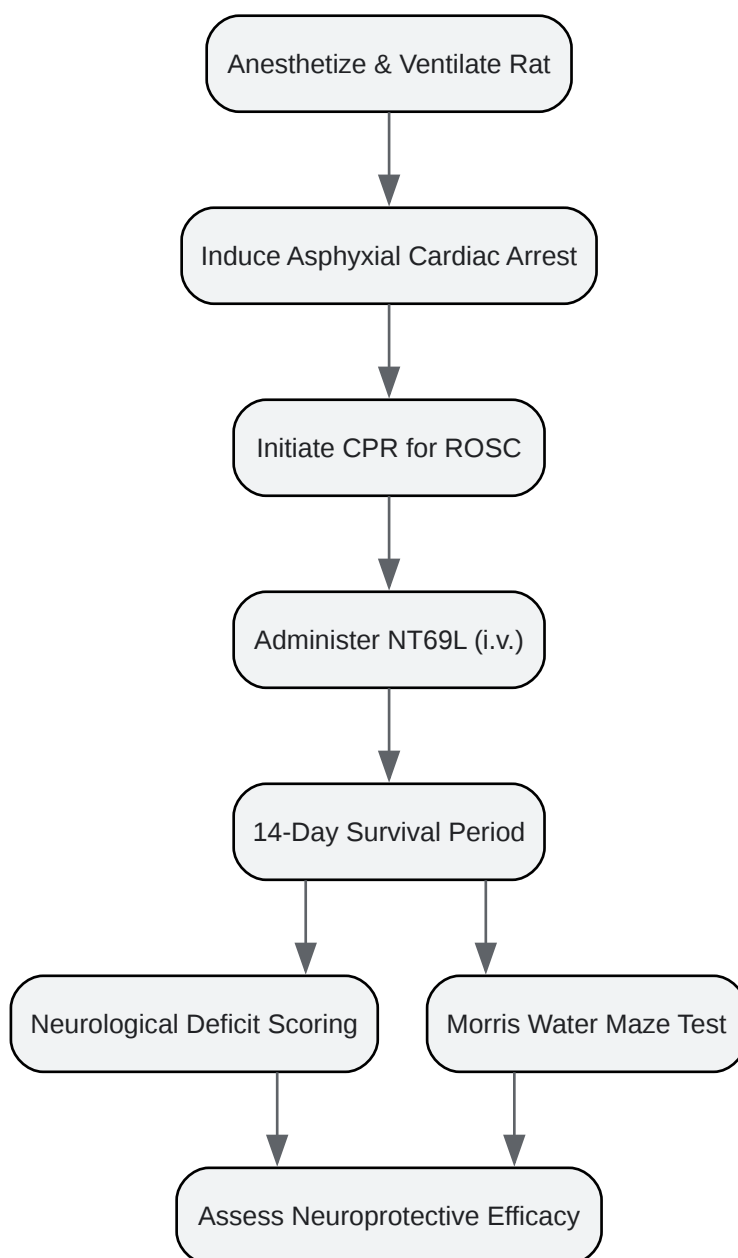 Anesthetize & Ventilate Rat
Induce Asphyxial Cardiac Arrest
Initiate CPR for ROSC
Administer NT69L (i.v.)
14-Day Survival Period
Neurological Deficit Scoring
Morris Water Maze Test
Assess Neuroprotective Efficacy